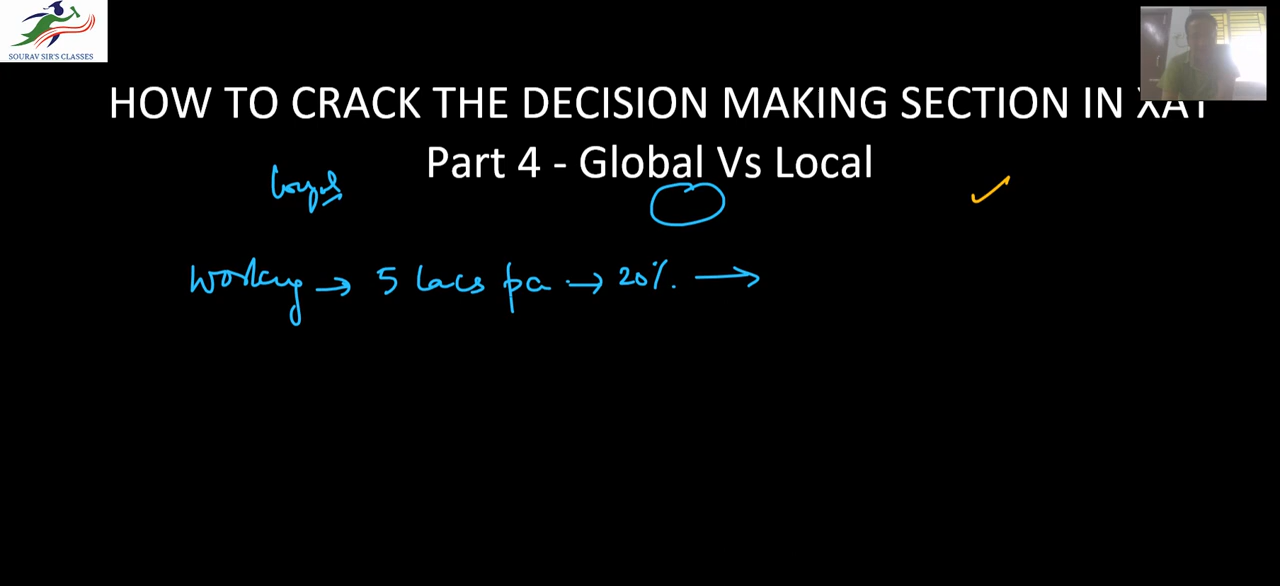 SOURAV SIR'S CLASSES
HOW TO CRACK THE DECISION MAKING SECTION IN XAT
Part 4 - Global Vs Local
5 lacs pa → 20% →